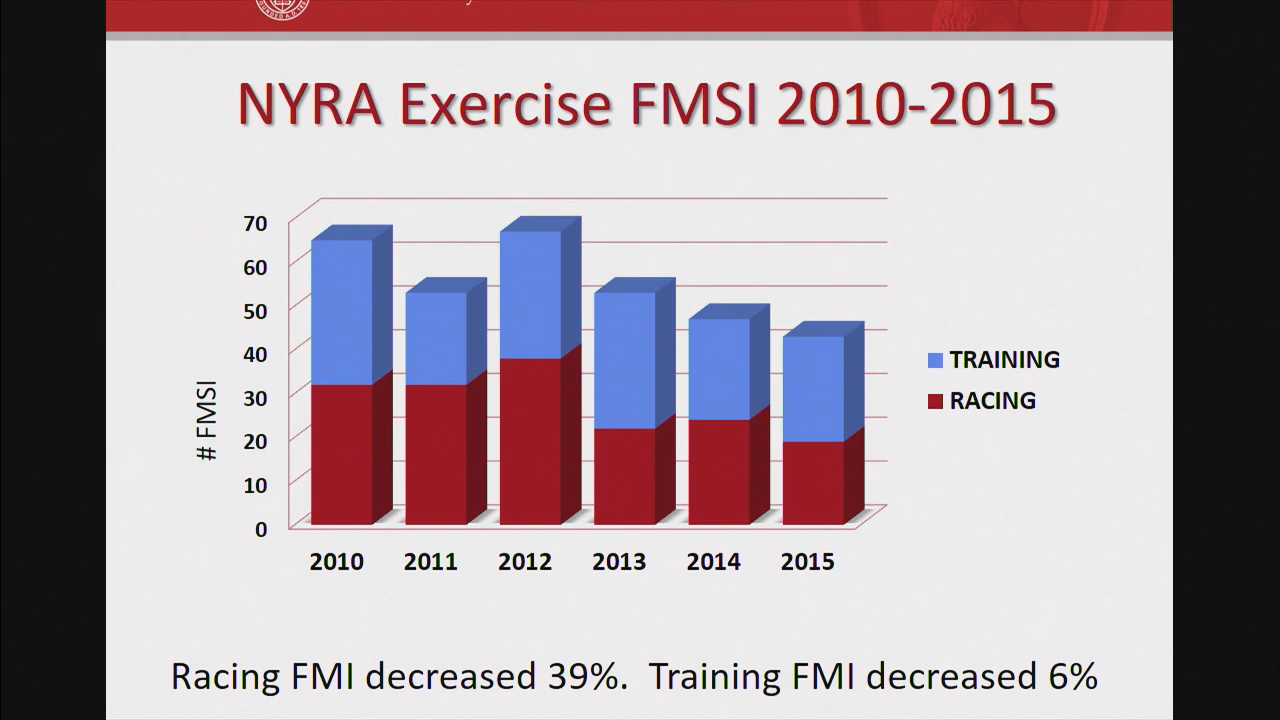 NYRA Exercise FMSI 2010-2015
70
60
50
40
30
20
10
0
# FMSI
2010 2011 2012 2013 2014 2015
TRAINING
RACING
Racing FMI decreased 39%. Training FMI decreased 6%